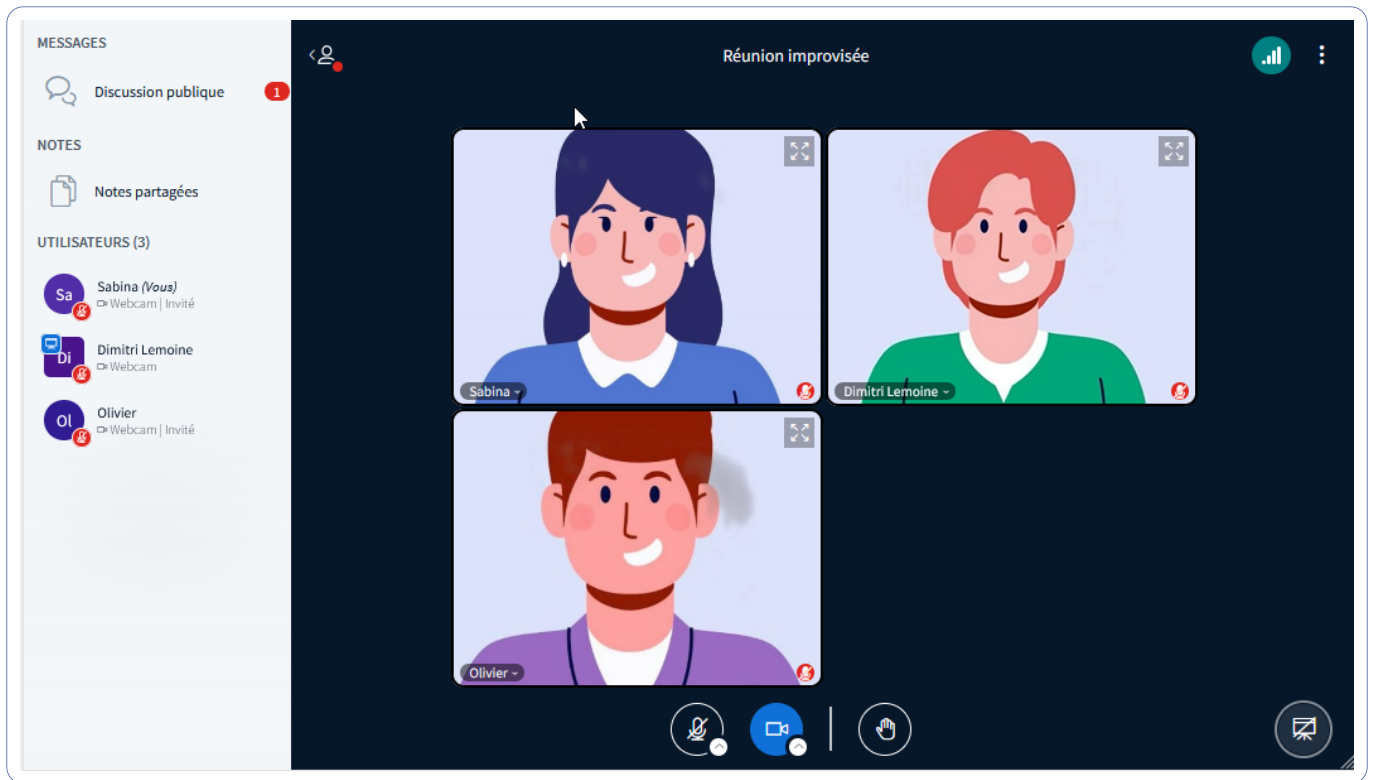 MESSAGES
Discussion publique
1
NOTES
Notes partagées
UTILISATEURS (3)
Sa
Sabina (Vous)
Webcam | Invité
Di
Dimitri Lemoine
Webcam
Ol
Olivier
Webcam | Invité
Réunion improvisée
Sabina
Dimitri Lemoine
Olivier